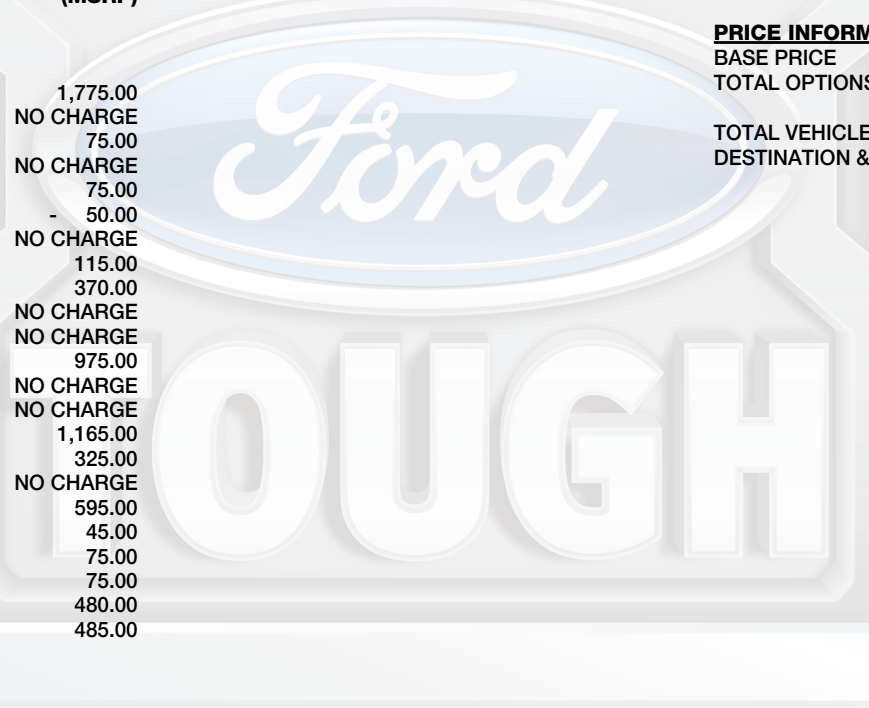 (MSRP)
1,775.00
NO CHARGE
75.00
NO CHARGE
75.00
- 50.00
NO CHARGE
115.00
370.00
NO CHARGE
NO CHARGE
975.00
NO CHARGE
NO CHARGE
1,165.00
325.00
NO CHARGE
595.00
45.00
75.00
75.00
480.00
485.00
PRICE INFORM
BASE PRICE
TOTAL OPTIONS
TOTAL VEHICLE
DESTINATION &
Ford
TOUGH